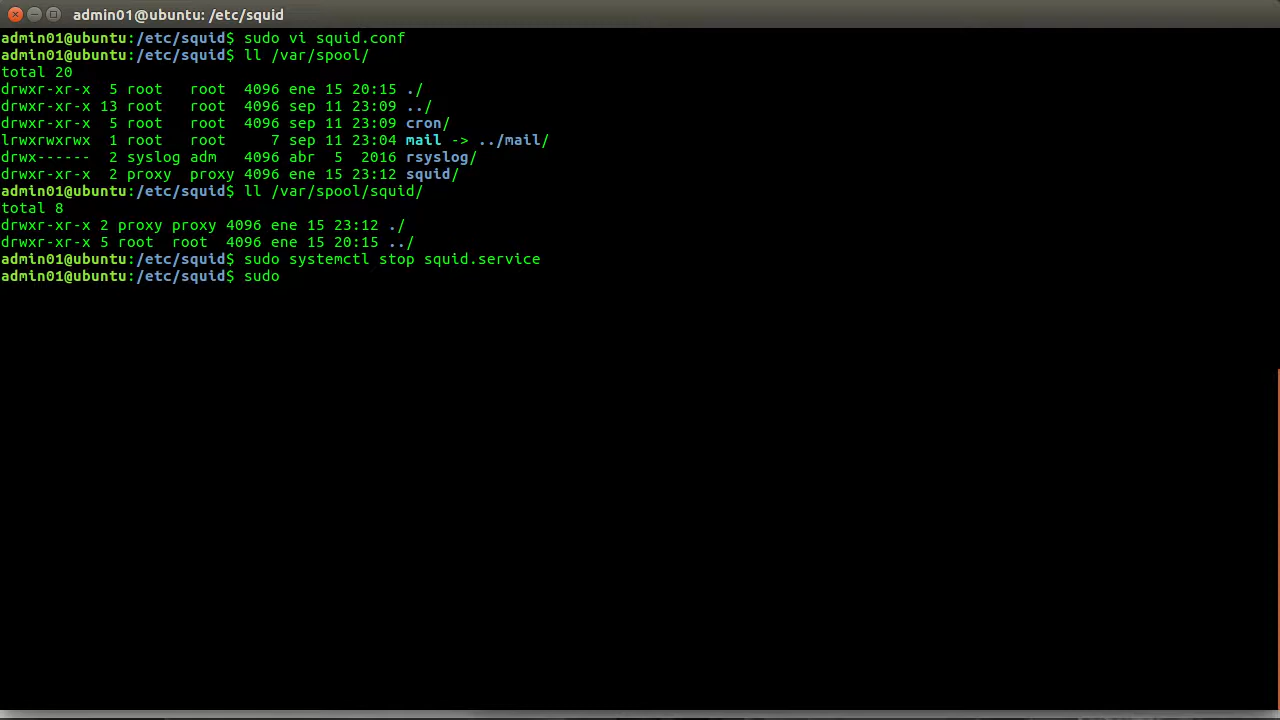 admin01@ubuntu: /etc/squid
admin01@ubuntu:/etc/squid$ sudo vi squid.conf
admin01@ubuntu:/etc/squid$ ll /var/spool/
total 20
drwxr-xr-x  5 root   root   4096 ene 15 20:15 ./
drwxr-xr-x 13 root   root   4096 sep 11 23:09 ../
drwxr-xr-x  5 root   root   4096 sep 11 23:09 cron/
lrwxrwxrwx  1 root   root      7 sep 11 23:04 mail -> ../mail/
drwx------  2 syslog adm    4096 abr  5  2016 rsyslog/
drwxr-xr-x  2 proxy  proxy 4096 ene 15 23:12 squid/
admin01@ubuntu:/etc/squid$ ll /var/spool/squid/
total 8
drwxr-xr-x 2 proxy proxy 4096 ene 15 23:12 ./
drwxr-xr-x 5 root  root  4096 ene 15 20:15 ../
admin01@ubuntu:/etc/squid$ sudo systemctl stop squid.service
admin01@ubuntu:/etc/squid$ sudo